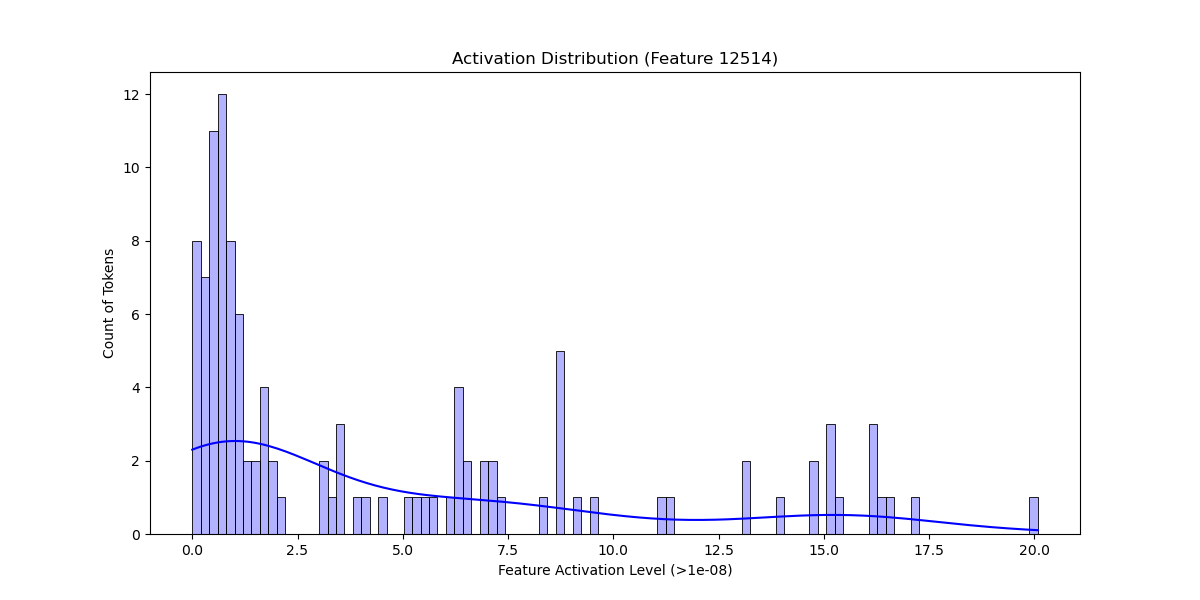 Activation Distribution (Feature 12514)
12
10
8
6
4
2
0
Count of Tokens
0.0 2.5 5.0 7.5 10.0 12.5 15.0 17.5 20.0
Feature Activation Level (>1e-08)